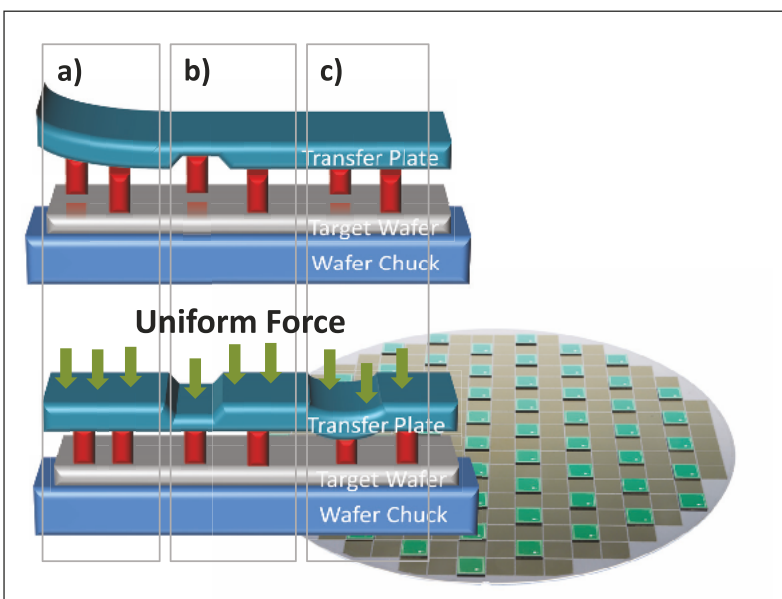 a) b) c)
Transfer Plate
Target Wafer
Wafer Chuck
Uniform Force
Transfer Plate
Target Wafer
Wafer Chuck